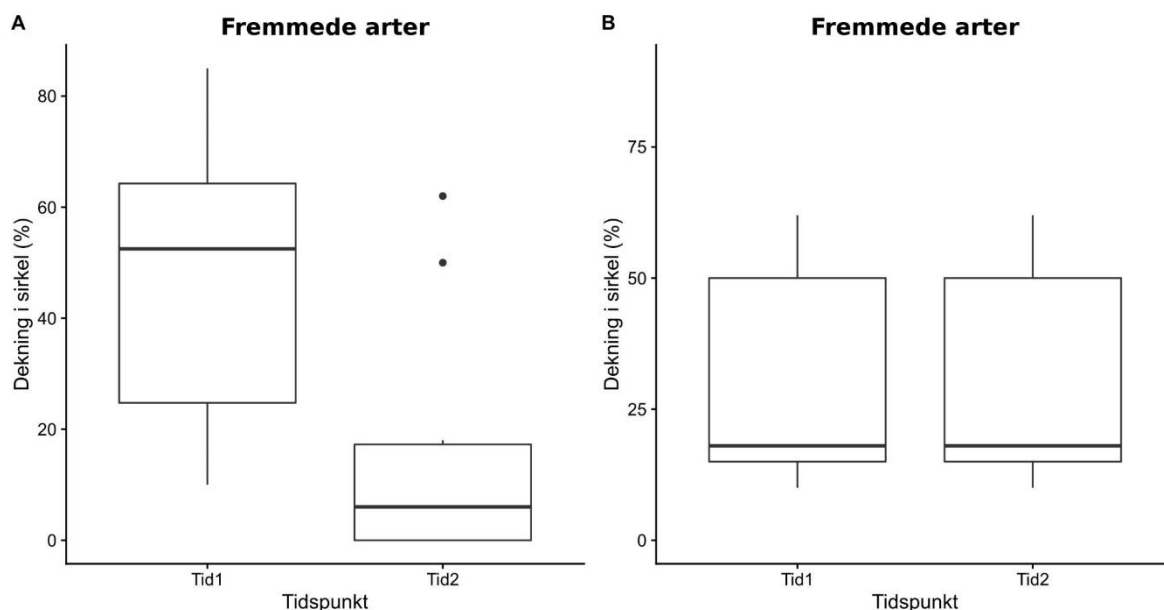 A
Fremmede arter
Dekning i sirkel (%)
80
60
40
20
0
Tid1
Tid2
Tidspunkt
B
Fremmede arter
Dekning i sirkel (%)
75
50
25
0
Tid1
Tid2
Tidspunkt